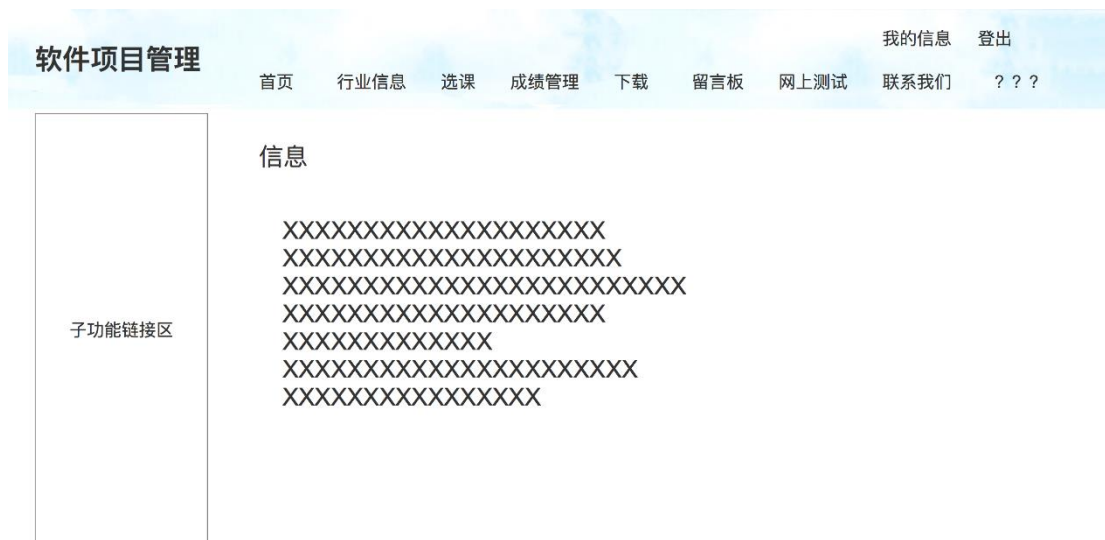 软件项目管理
我的信息 登出
首页 行业信息 选课 成绩管理 下载 留言板 网上测试 联系我们 ？？？
信息
XXXXXXXXXXXXXXXXXXXX
XXXXXXXXXXXXXXXXXXXXX
XXXXXXXXXXXXXXXXXXXXXXXXX
XXXXXXXXXXXXXXXXXXXX
XXXXXXXXXXXXX
XXXXXXXXXXXXXXXXXXXXXX
XXXXXXXXXXXXXXXX
子功能链接区